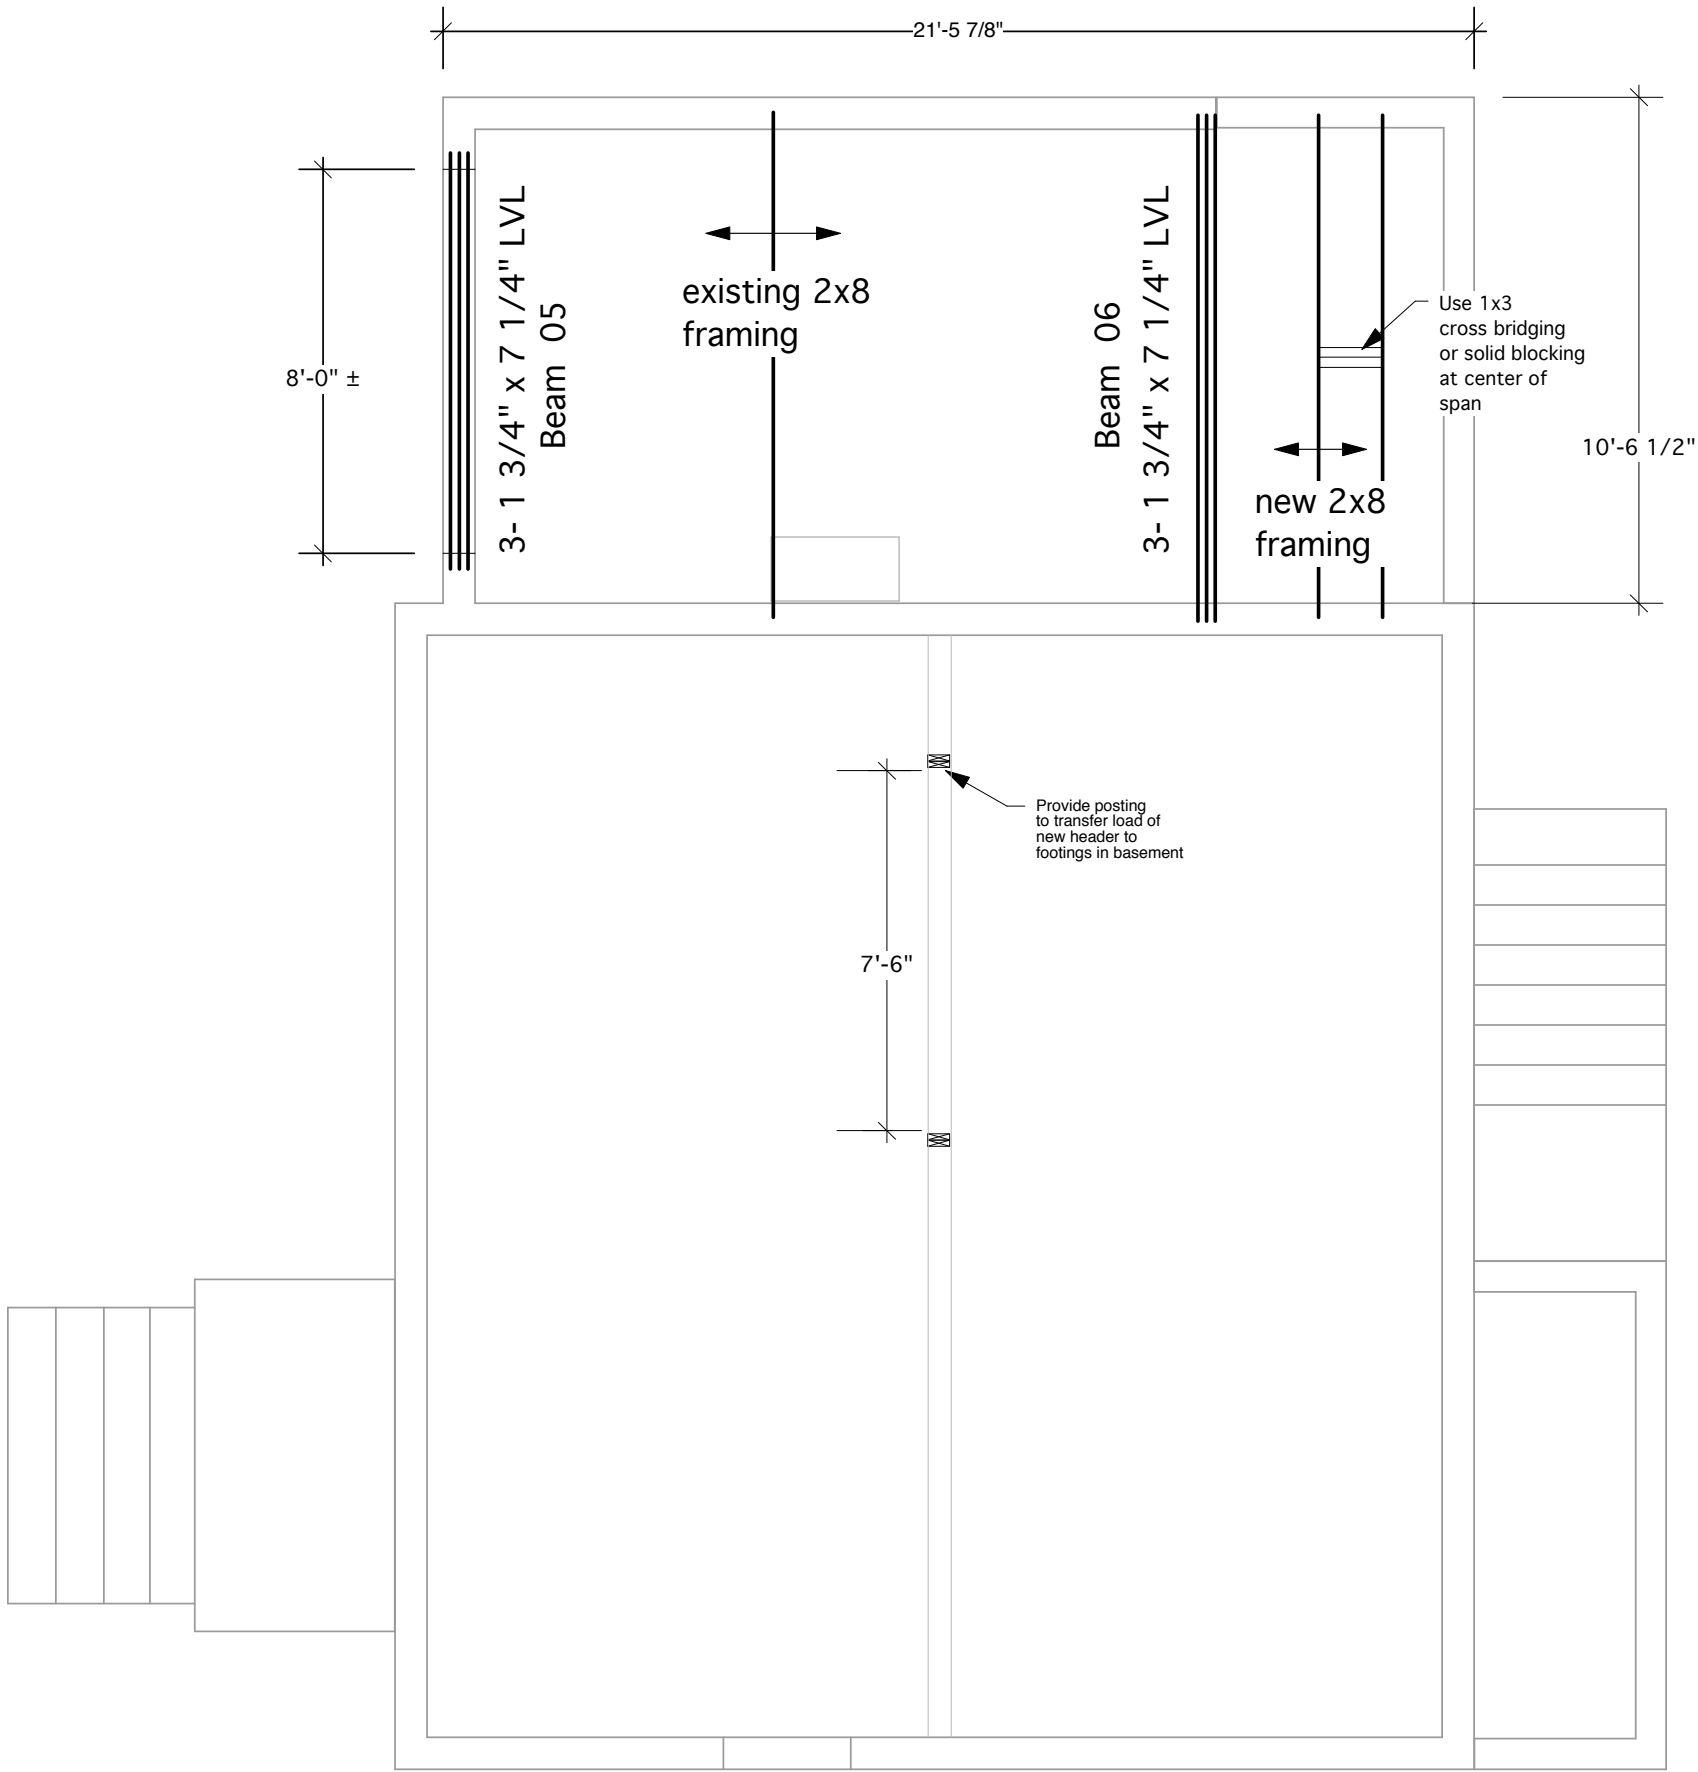 21'-5 7/8"
3- 1 3/4" x 7 1/4" LVL
Beam 05
existing 2x8
framing
Beam 06
3- 1 3/4" x 7 1/4" LVL
Use 1x3
cross bridging
or solid blocking
at center of
span
8'-0" ±
10'-6 1/2"
new 2x8
framing
Provide posting
to transfer load of
new header to
footings in basement
7'-6"